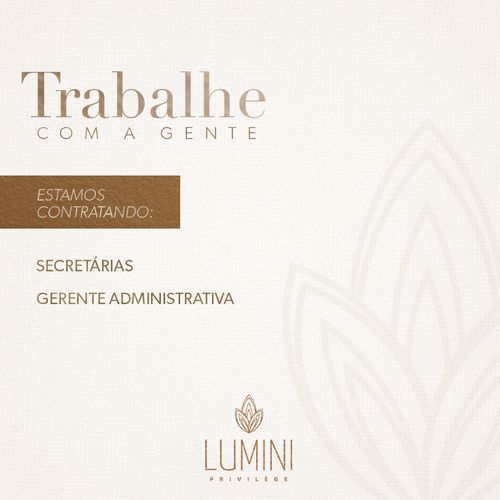 Trabalhe
COM A GENTE
ESTAMOS
CONTRATANDO:
SECRETÁRIAS
GERENTE ADMINISTRATIVA
LUMINI
PRIVILÈGE